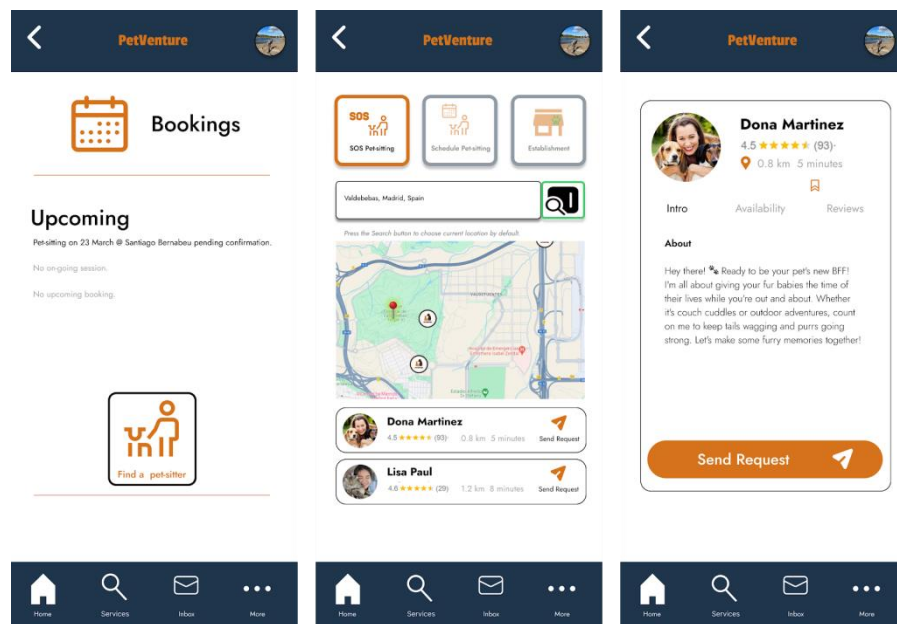 PetVenture
Bookings
Upcoming
Pet-sitting on 23 March @ Santiago Bernabeu pending confirmation.
No on-going session.
No upcoming booking.
Find a pet-sitter
Home
Services
Inbox
More
PetVenture
SOS
SOS Pet-sitting
Schedule Pet-sitting
Establishment
Valdebebas, Madrid, Spain
Press the Search button to choose current location by default
Dona Martinez
4.5 (93)·
0.8 km 5 minutes
Send Request
Lisa Paul
4.6 (29)
1.2 km 8 minutes
Send Request
Home
Services
Inbox
More
PetVenture
Dona Martinez
4.5 (93)·
0.8 km 5 minutes
Intro
Availability
Reviews
About
Hey there! 🐾 Ready to be your pet's new BFF!
I'm all about giving your fur babies the time of
their lives while you're out and about. Whether
it's couch cuddles or outdoor adventures, count
on me to keep tails wagging and purrs going
strong. Let's make some furry memories together!
Send Request
Home
Services
Inbox
More